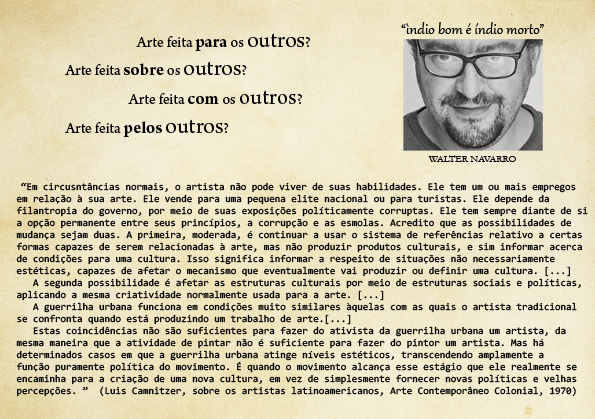 Arte feita para os outros?
Arte feita sobre os outros?
Arte feita com os outros?
Arte feita pelos outros?
“índio bom é índio morto”
WALTER NAVARRO
“Em circusntâncias normais, o artista não pode viver de suas habilidades. Ele tem um ou mais empregos
em relação à sua arte. Ele vende para uma pequena elite nacional ou para turistas. Ele depende da
filantropia do governo, por meio de suas exposições políticamente corruptas. Ele tem sempre diante de si
a opção permanente entre seus princípios, a corrupção e as esmolas. Acredito que as possibilidades de
mudança sejam duas. A primeira, moderada, é continuar a usar o sistema de referências relativo a certas
formas capazes de serem relacionadas à arte, mas não produzir produtos culturais, e sim informar acerca
de condições para uma cultura. Isso significa informar a respeito de situações não necessariamente
estéticas, capazes de afetar o mecanismo que eventualmente vai produzir ou definir uma cultura. [...]
A segunda possibilidade é afetar as estruturas culturais por meio de estruturas sociais e políticas,
aplicando a mesma criatividade normalmente usada para a arte. [...]
A guerrilha urbana funciona em condições muito similares àquelas com as quais o artista tradicional
se confronta quando está produzindo um trabalho de arte.[...]
Estas coincidências não são suficientes para fazer do ativista da guerrilha urbana um artista, da
mesma maneira que a atividade de pintar não é suficiente para fazer do pintor um artista. Mas há
determinados casos em que a guerrilha urbana atinge níveis estéticos, transcendendo amplamente a
função puramente política do movimento. É quando o movimento alcança esse estágio que ele realmente se
encaminha para a criação de uma nova cultura, em vez de simplesmente fornecer novas políticas e velhas
percepções. ” (Luis Camnitzer, sobre os artistas latinoamericanos, Arte Contemporâneo Colonial, 1970)